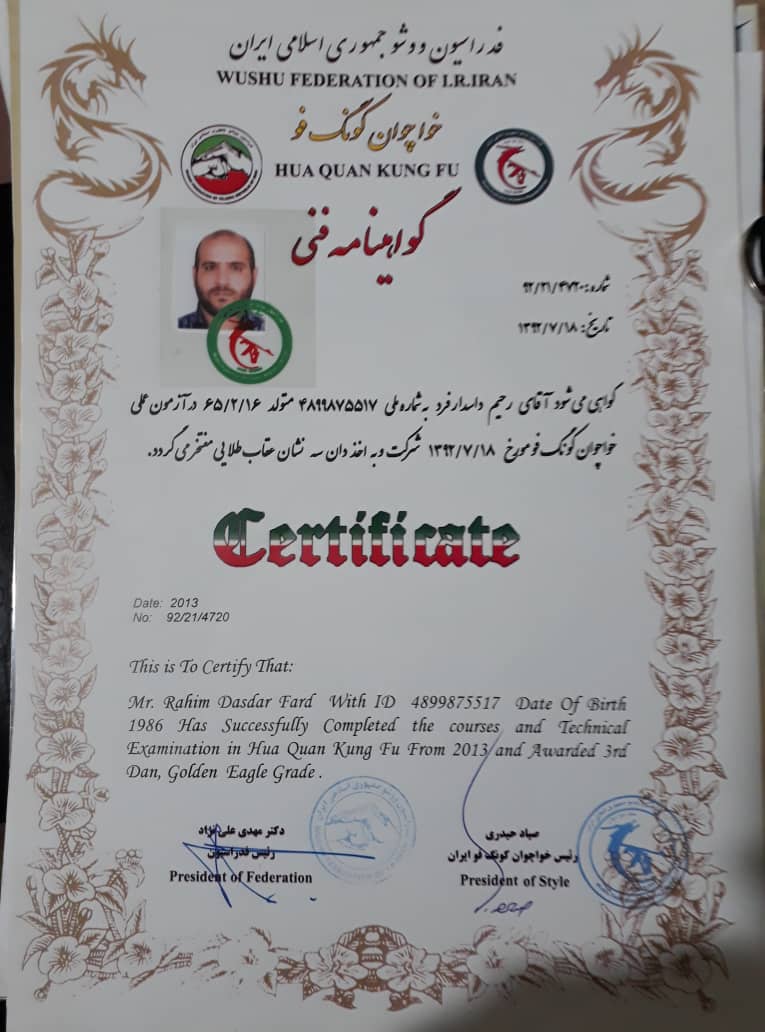 فدراسیون ووشو جمهوری اسلامی ایران
WUSHU FEDERATION OF I.R.IRAN
خواچوان کونگ فو
HUA QUAN KUNG FU
گواهینامه فنی
شماره: ۹۲/۲۱/۴۷۲۰
تاریخ: ۱۳۹۲/۷/۱۸
گواهی می شود آقای رحیم داسدار فرد به شماره ملی ۴۸۹۹۸۷۵۵۱۷ متولد ۶۵/۲/۱۶ در آزمون عملی
خواچوان کونگ فو مورخ ۱۳۹۲/۷/۱۸ شرکت و به اخذ دان سه نشان عقاب طلایی مفتخر می گردد.
Certificate
Date: 2013
No: 92/21/4720
This is To Certify That:
Mr. Rahim Dasdar Fard With ID 4899875517 Date Of Birth
1986 Has Successfully Completed the courses and Technical
Examination in Hua Quan Kung Fu From 2013 and Awarded 3rd
Dan, Golden Eagle Grade .
دکتر مهدی علی نژاد
رئیس فدراسیون
President of Federation
صیاد حیدری
رئیس خواچوان کونگ فو ایران
President of Style